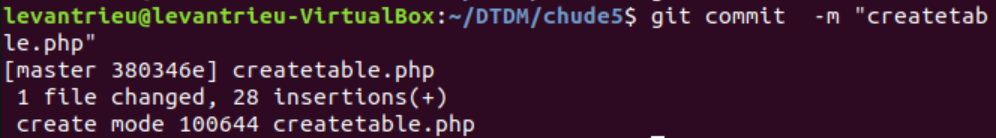 levantrieu@levantrieu-VirtualBox:~/DTDM/chude5$ git commit  -m "createtab
le.php"
[master 380346e] createtable.php
 1 file changed, 28 insertions(+)
 create mode 100644 createtable.php